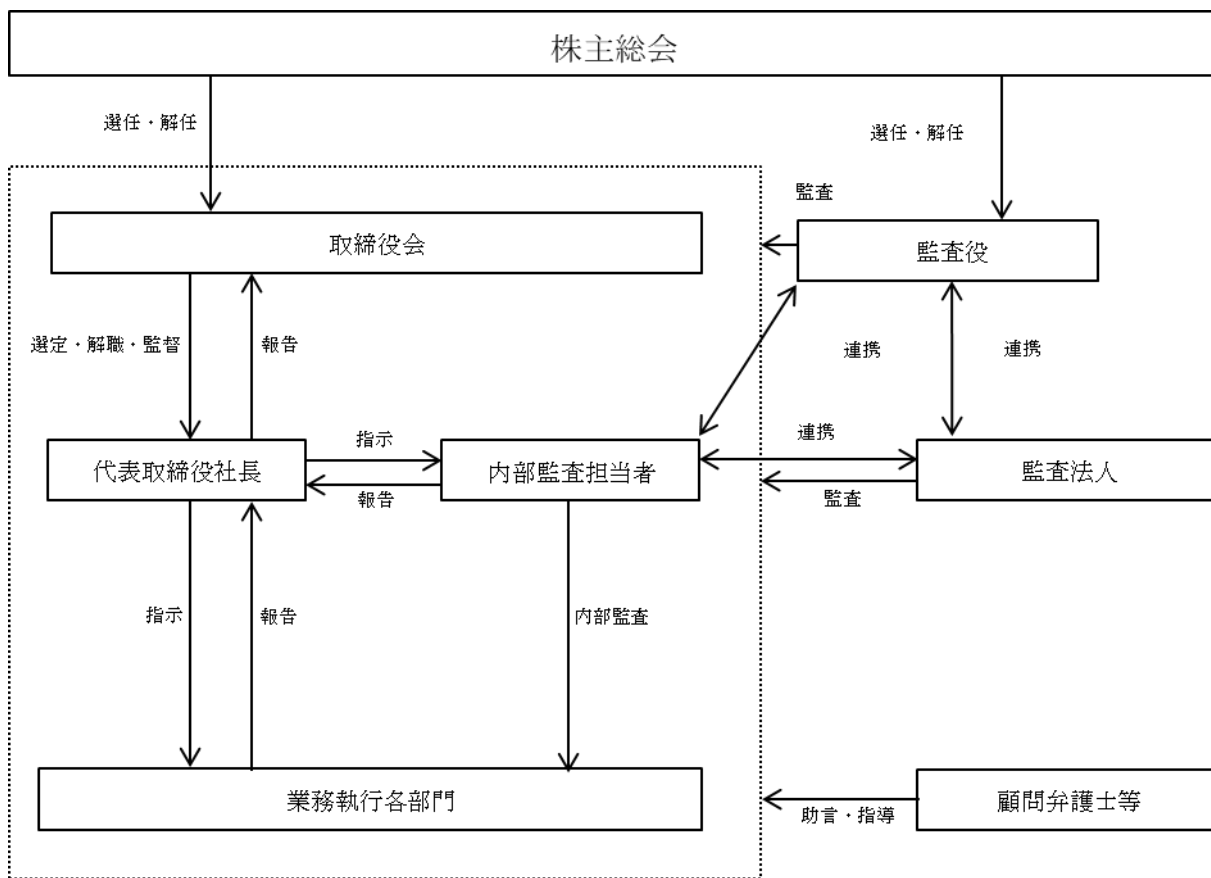 株主総会
選任・解任
選任・解任
監査
取締役会
監査役
選定・解職・監督
報告
連携
連携
指示
連携
代表取締役社長
内部監査担当者
監査法人
報告
監査
指示
報告
内部監査
業務執行各部門
顧問弁護士等
助言・指導